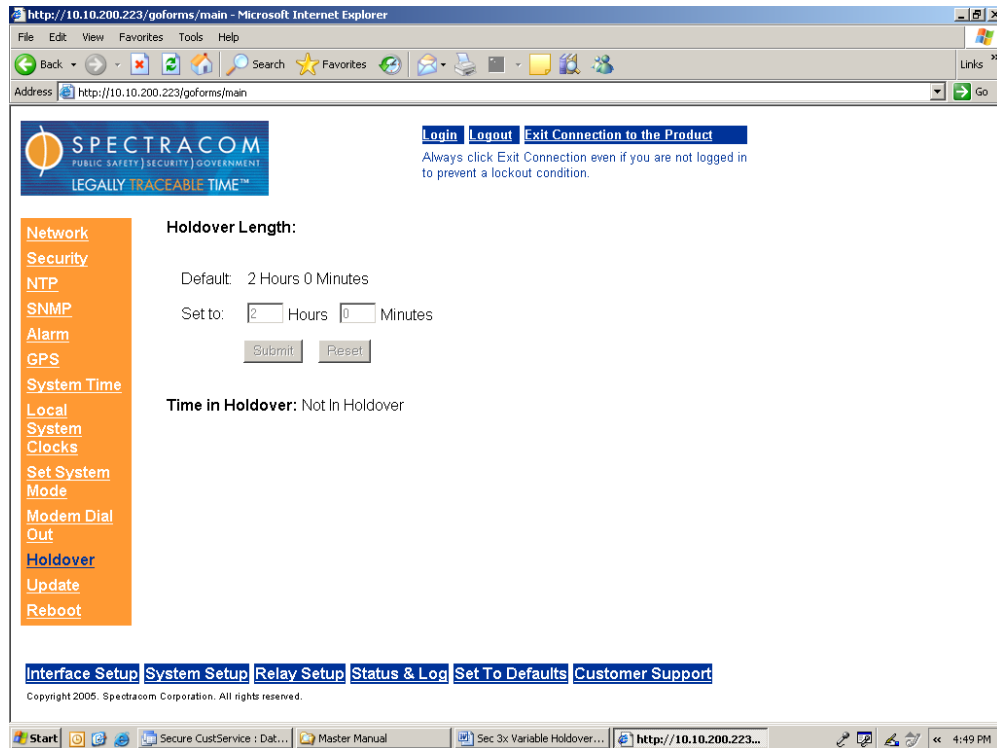 http://10.10.200.223/goforms/main - Microsoft Internet Explorer
File Edit View Favorites Tools Help
Back Search Favorites Links »
Address http://10.10.200.223/goforms/main Go
SPECTRACOM
PUBLIC SAFETY ) SECURITY ) GOVERNMENT
LEGALLY TRACEABLE TIME™
Login Logout Exit Connection to the Product
Always click Exit Connection even if you are not logged in
to prevent a lockout condition.
Network
Security
NTP
SNMP
Alarm
GPS
System Time
Local
System
Clocks
Set System
Mode
Modem Dial
Out
Holdover
Update
Reboot
Holdover Length:
Default: 2 Hours 0 Minutes
Set to: 2 Hours 0 Minutes
Submit Reset
Time in Holdover: Not In Holdover
Interface Setup System Setup Relay Setup Status & Log Set To Defaults Customer Support
Copyright 2005. Spectracom Corporation. All rights reserved.
Start Secure CustService : Dat... Master Manual Sec 3x Variable Holdover... http://10.10.200.223... « 4:49 PM